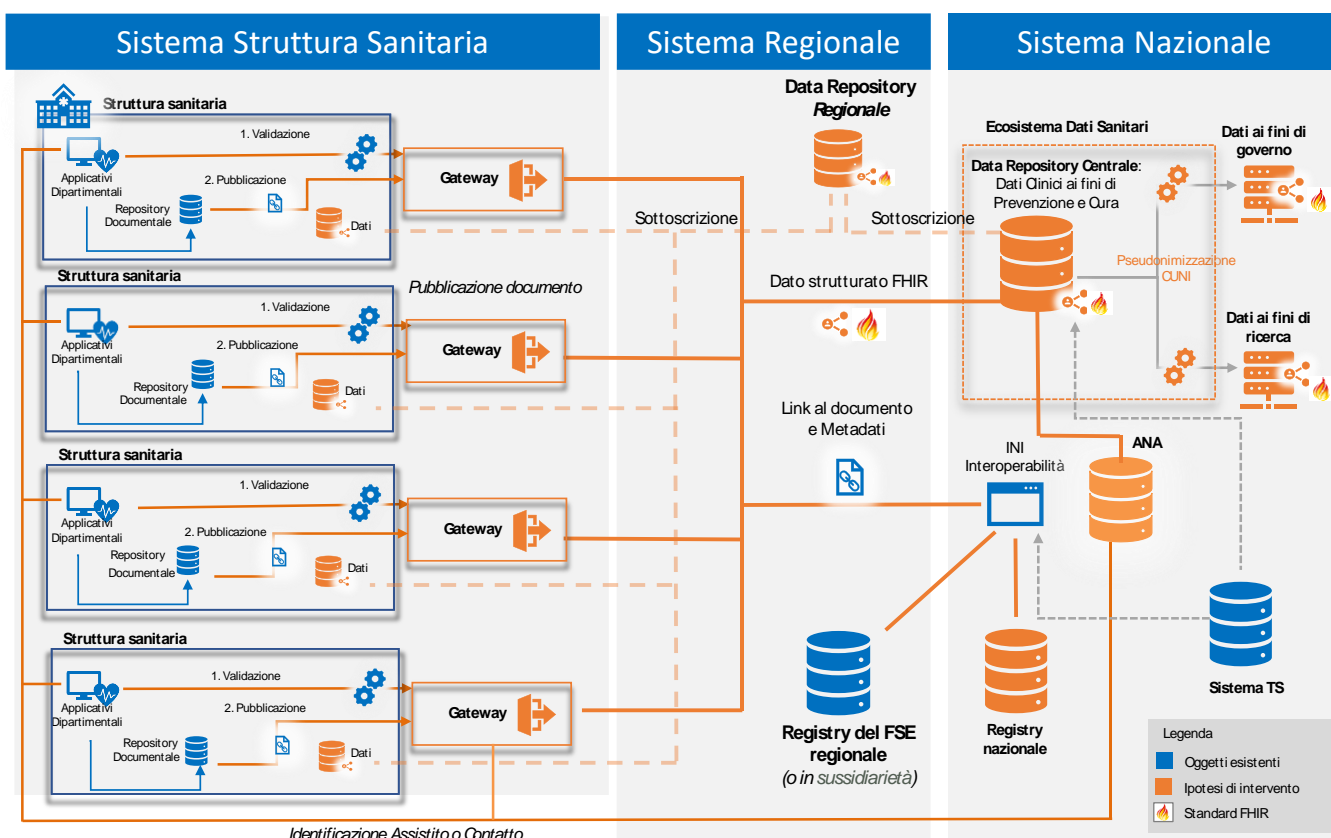 Sistema Struttura Sanitaria
Sistema Regionale
Sistema Nazionale
Struttura sanitaria
1. Validazione
Applicativi
Dipartimentali
2. Pubblicazione
Repository
Documentale
Dati
Gateway
Struttura sanitaria
1. Validazione
Applicativi
Dipartimentali
2. Pubblicazione
Repository
Documentale
Dati
Gateway
Pubblicazione documento
Struttura sanitaria
1. Validazione
Applicativi
Dipartimentali
2. Pubblicazione
Repository
Documentale
Dati
Gateway
Struttura sanitaria
1. Validazione
Applicativi
Dipartimentali
2. Pubblicazione
Repository
Documentale
Dati
Gateway
Identificazione Assistito o Contatto
Data Repository
Regionale
Sottoscrizione
Sottoscrizione
Dato strutturato FHIR
Link al documento
e Metadati
Registry del FSE
regionale
(o in sussidiarietà)
Ecosistema Dati Sanitari
Data Repository Centrale:
Dati Clinici ai fini di
Prevenzione e Cura
Pseudonimizzazione
CUNI
Dati ai fini di
governo
Dati ai fini di
ricerca
INI
Interoperabilità
ANA
Registry
nazionale
Sistema TS
Legenda
Oggetti esistenti
Ipotesi di intervento
Standard FHIR